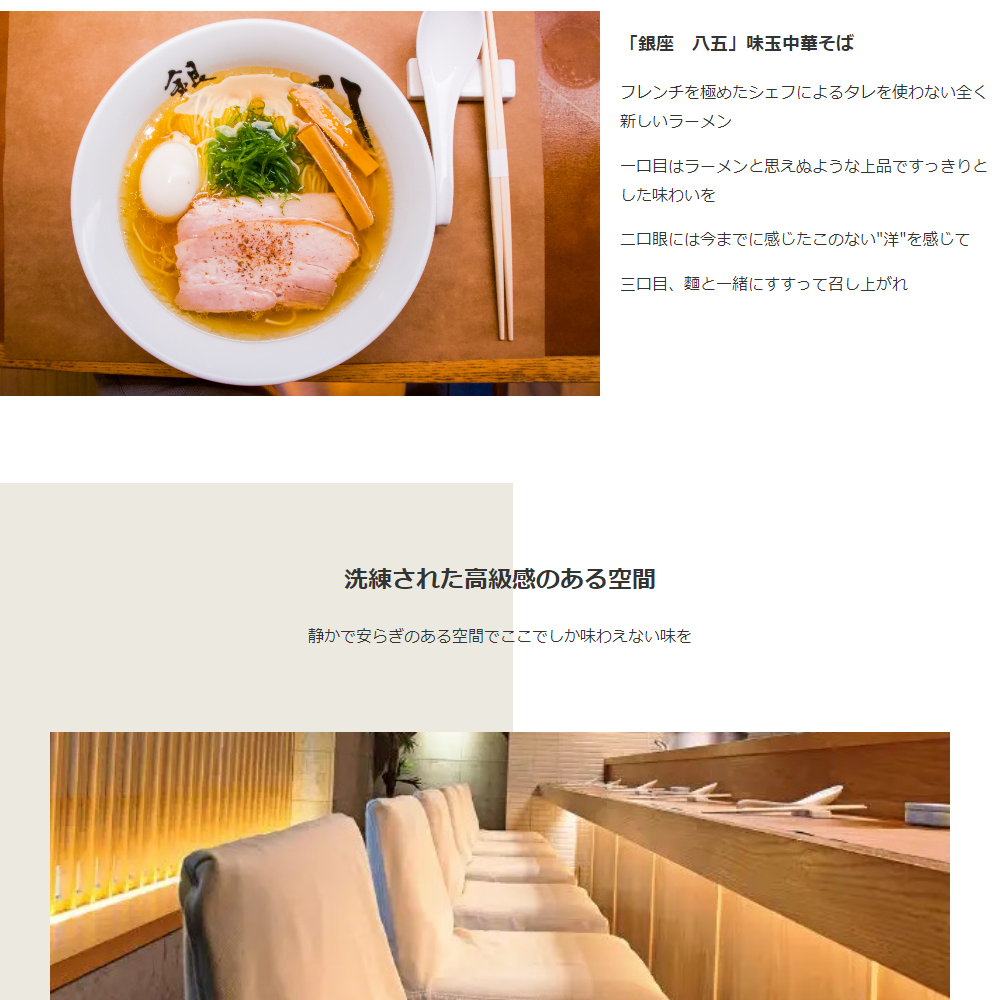 銀
八
「銀座　八五」味玉中華そば
フレンチを極めたシェフによるタレを使わない全く
新しいラーメン
一口目はラーメンと思えぬような上品ですっきりと
した味わいを
二口眼には今までに感じたこのない"洋"を感じて
三口目、麵と一緒にすすって召し上がれ
洗練された高級感のある空間
静かで安らぎのある空間でここでしか味わえない味を